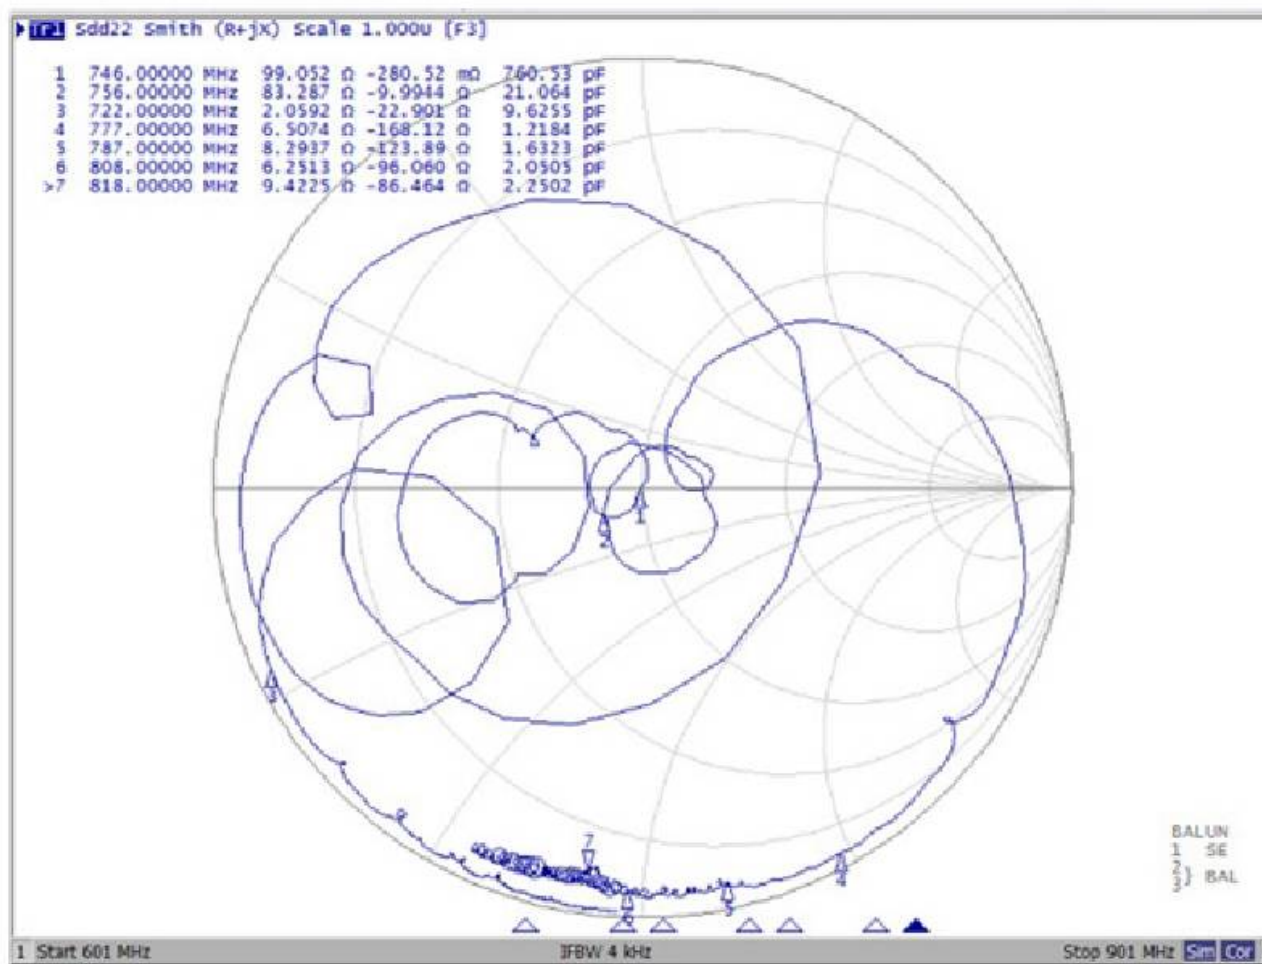 Tr1 Sdd22 Smith (R+jX) Scale 1.000U [F3]
1 746.00000 MHz 99.052 Ω -280.52 mΩ 760.53 pF
2 756.00000 MHz 83.287 Ω -9.9944 Ω 21.064 pF
3 722.00000 MHz 2.0592 Ω -22.901 Ω 9.6255 pF
4 777.00000 MHz 6.5074 Ω -168.12 Ω 1.2184 pF
5 787.00000 MHz 8.2937 Ω -123.89 Ω 1.6323 pF
6 808.00000 MHz 6.2513 Ω -96.060 Ω 2.0505 pF
>7 818.00000 MHz 9.4225 Ω -86.464 Ω 2.2502 pF
1
2
3
7
4
5
6
BALUN
1 SE
BAL
1 Start 601 MHz IFBW 4 kHz Stop 901 MHz Sim Cor